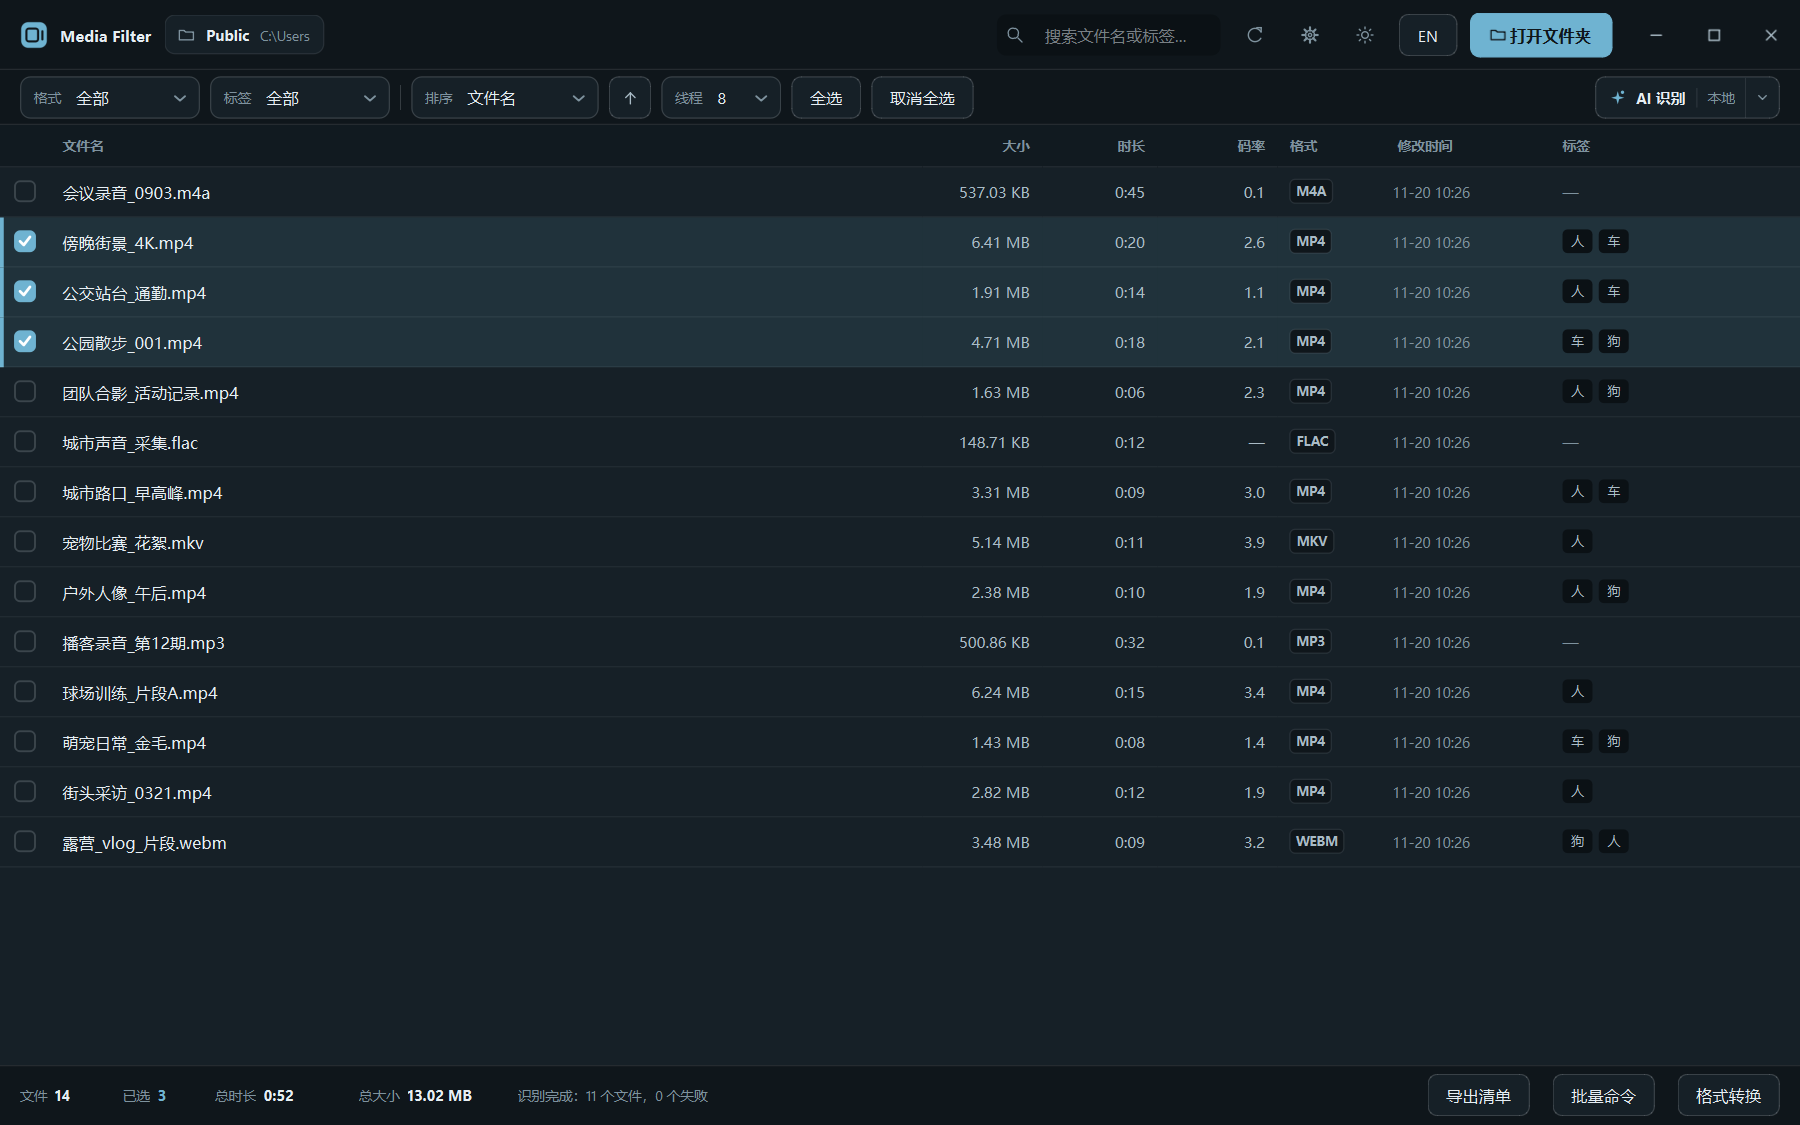 Media Filter Public C:\Users 搜索文件名或标签... EN 打开文件夹
格式 全部 标签 全部 排序 文件名 线程 8 全选 取消全选 AI 识别 本地
文件名 大小 时长 码率 格式 修改时间 标签
会议录音_0903.m4a 537.03 KB 0:45 0.1 M4A 11-20 10:26 —
傍晚街景_4K.mp4 6.41 MB 0:20 2.6 MP4 11-20 10:26 人 车
公交站台_通勤.mp4 1.91 MB 0:14 1.1 MP4 11-20 10:26 人 车
公园散步_001.mp4 4.71 MB 0:18 2.1 MP4 11-20 10:26 车 狗
团队合影_活动记录.mp4 1.63 MB 0:06 2.3 MP4 11-20 10:26 人 狗
城市声音_采集.flac 148.71 KB 0:12 — FLAC 11-20 10:26 —
城市路口_早高峰.mp4 3.31 MB 0:09 3.0 MP4 11-20 10:26 人 车
宠物比赛_花絮.mkv 5.14 MB 0:11 3.9 MKV 11-20 10:26 人
户外人像_午后.mp4 2.38 MB 0:10 1.9 MP4 11-20 10:26 人 狗
播客录音_第12期.mp3 500.86 KB 0:32 0.1 MP3 11-20 10:26 —
球场训练_片段A.mp4 6.24 MB 0:15 3.4 MP4 11-20 10:26 人
萌宠日常_金毛.mp4 1.43 MB 0:08 1.4 MP4 11-20 10:26 车 狗
街头采访_0321.mp4 2.82 MB 0:12 1.9 MP4 11-20 10:26 人
露营_vlog_片段.webm 3.48 MB 0:09 3.2 WEBM 11-20 10:26 狗 人
文件 14 已选 3 总时长 0:52 总大小 13.02 MB 识别完成：11 个文件，0 个失败 导出清单 批量命令 格式转换